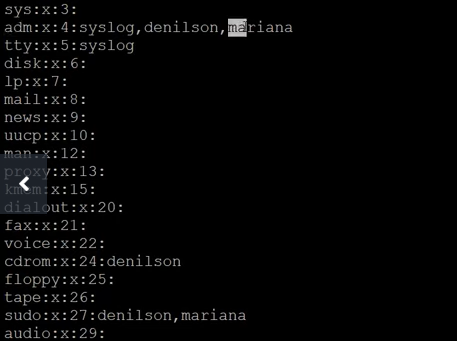 sys:x:3:
adm:x:4:syslog,denilson,mariana
tty:x:5:syslog
disk:x:6:
lp:x:7:
mail:x:8:
news:x:9:
uucp:x:10:
man:x:12:
proxy:x:13:
kmem:x:15:
dialout:x:20:
fax:x:21:
voice:x:22:
cdrom:x:24:denilson
floppy:x:25:
tape:x:26:
sudo:x:27:denilson,mariana
audio:x:29: